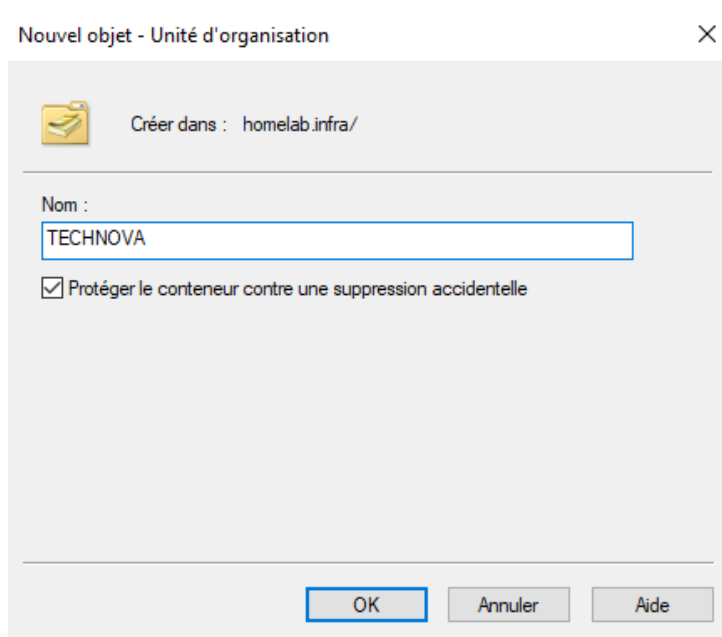 Nouvel objet - Unité d'organisation
Créer dans : homelab.infra/
Nom :
TECHNOVA
Protéger le conteneur contre une suppression accidentelle
OK Annuler Aide